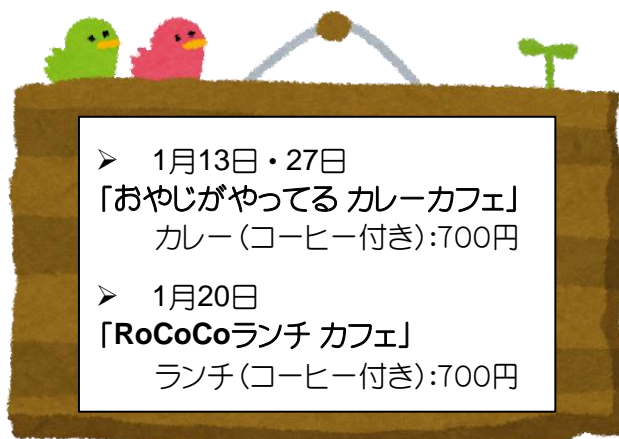 ➢ 1月13日・27日
「おやじがやってる カレーカフェ」
カレー(コーヒー付き):700円
➢ 1月20日
「RoCoCoランチ カフェ」
ランチ(コーヒー付き):700円